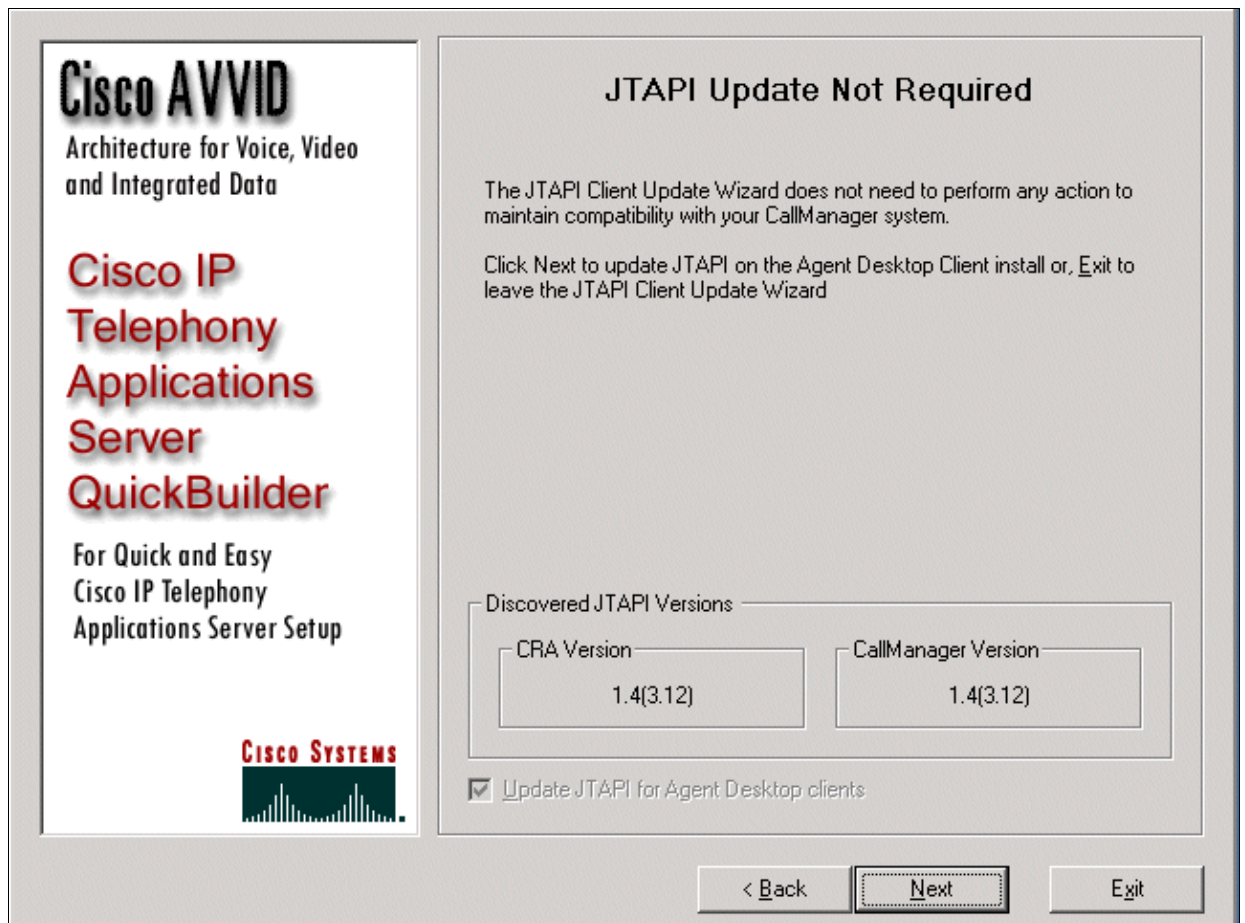 Cisco AVVID
Architecture for Voice, Video
and Integrated Data
Cisco IP
Telephony
Applications
Server
QuickBuilder
For Quick and Easy
Cisco IP Telephony
Applications Server Setup
CISCO SYSTEMS
JTAPI Update Not Required
The JTAPI Client Update Wizard does not need to perform any action to
maintain compatibility with your CallManager system.
Click Next to update JTAPI on the Agent Desktop Client install or, Exit to
leave the JTAPI Client Update Wizard
Discovered JTAPI Versions
CRA Version
1.4(3.12)
CallManager Version
1.4(3.12)
Update JTAPI for Agent Desktop clients
< Back
Next
Exit